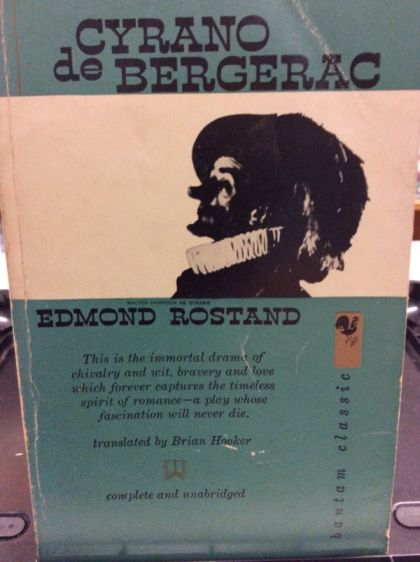 CYRANO
de BERGERAC
WALTER HAMPDEN AS CYRANO
EDMOND ROSTAND
This is the immortal drama of
chivalry and wit, bravery and love
which forever captures the timeless
spirit of romance—a play whose
fascination will never die.
translated by Brian Hooker
complete and unabridged
bantam classic